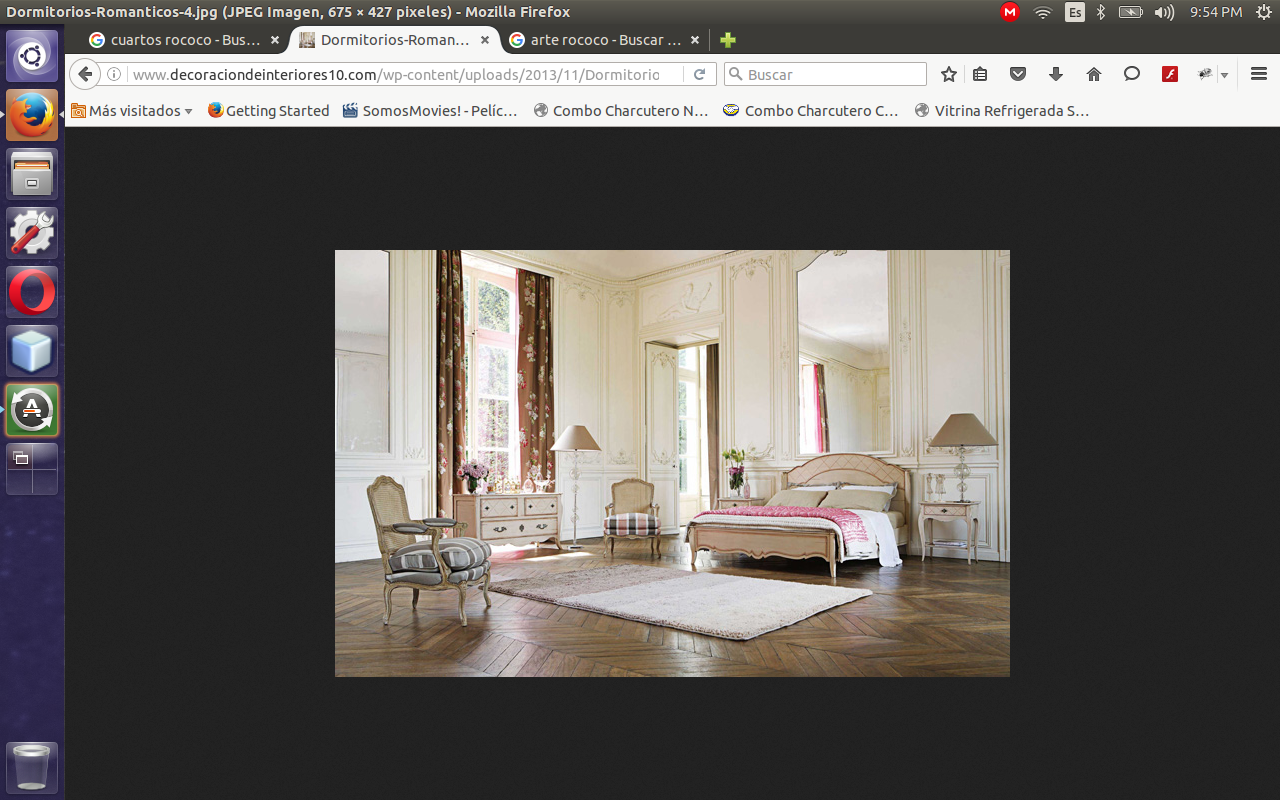 Dormitorios-Romanticos-4.jpg (JPEG Imagen, 675 × 427 pixeles) - Mozilla Firefox
Es
9:54 PM
cuartos rococo - Bus...
Dormitorios-Roman...
arte rococo - Buscar ...
www.decoraciondeinteriores10.com/wp-content/uploads/2013/11/Dormitorio
Buscar
Más visitados
Getting Started
SomosMovies! - Pelíc...
Combo Charcutero N...
Combo Charcutero C...
Vitrina Refrigerada S...